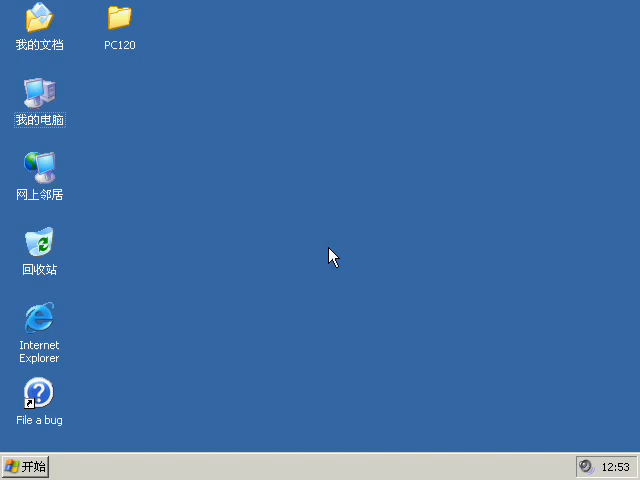 我的文档
PC120
我的电脑
网上邻居
回收站
Internet
Explorer
File a bug
开始
12:53